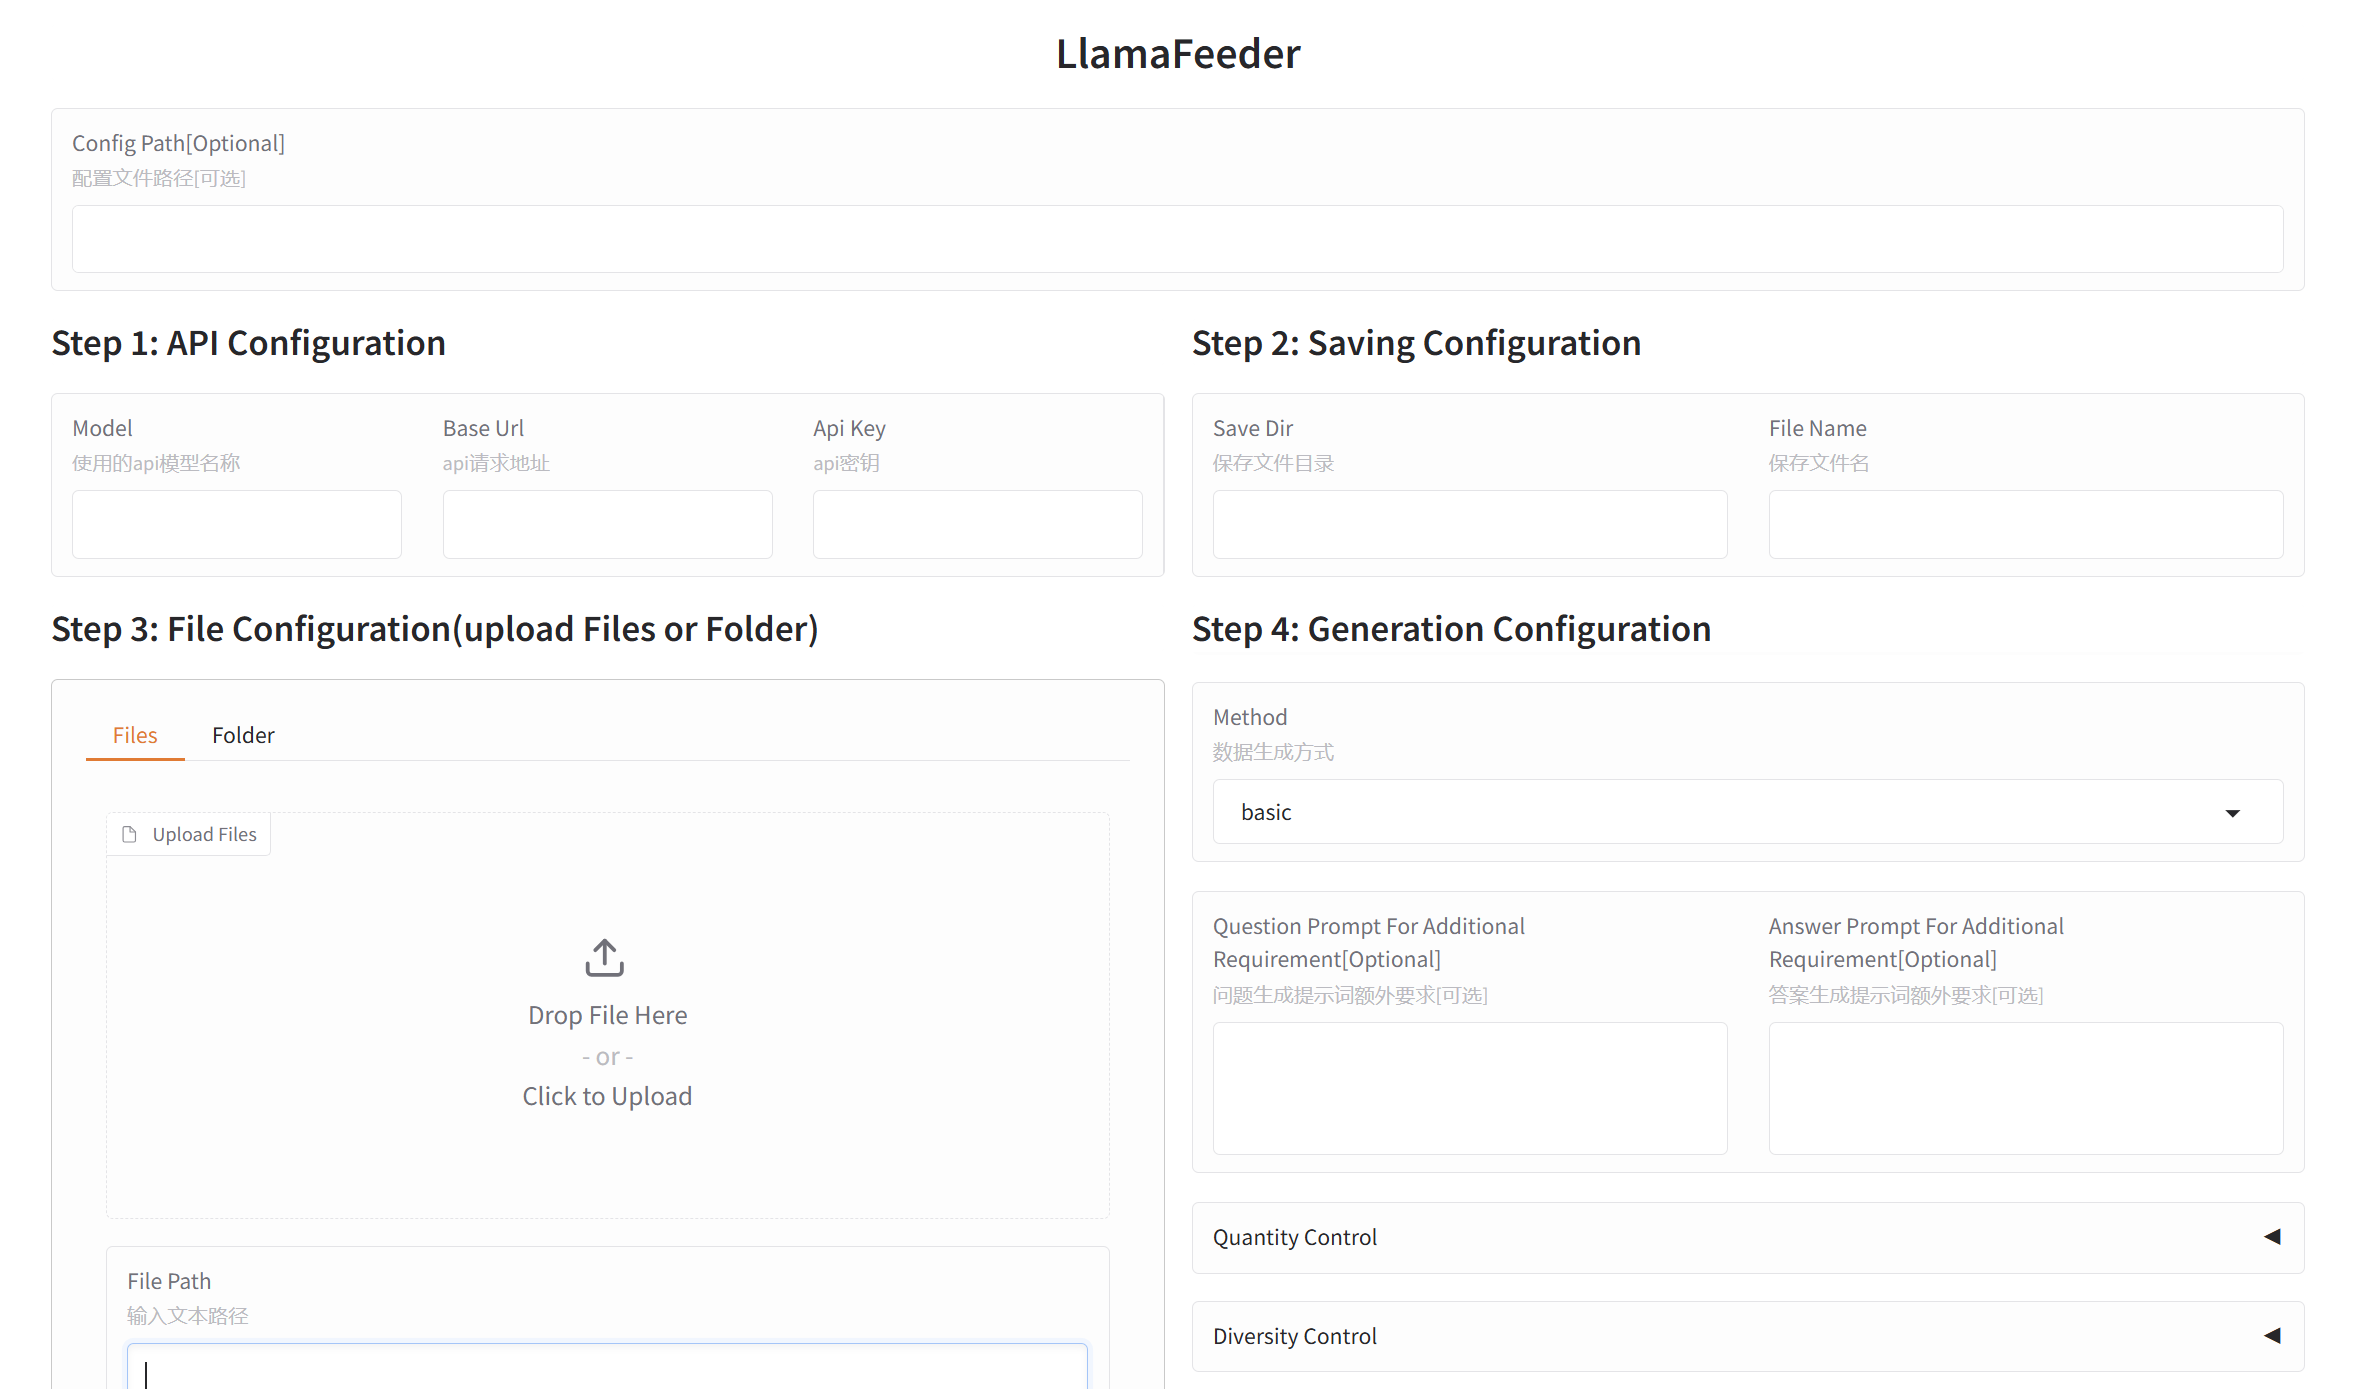 LlamaFeeder
Config Path[Optional]
配置文件路径[可选]
Step 1: API Configuration
Model
使用的api模型名称
Base Url
api请求地址
Api Key
api密钥
Step 2: Saving Configuration
Save Dir
保存文件目录
File Name
保存文件名
Step 3: File Configuration(upload Files or Folder)
Files
Folder
Upload Files
Drop File Here
- or -
Click to Upload
File Path
输入文本路径
Step 4: Generation Configuration
Method
数据生成方式
basic
Question Prompt For Additional
Requirement[Optional]
问题生成提示词额外要求[可选]
Answer Prompt For Additional
Requirement[Optional]
答案生成提示词额外要求[可选]
Quantity Control
Diversity Control